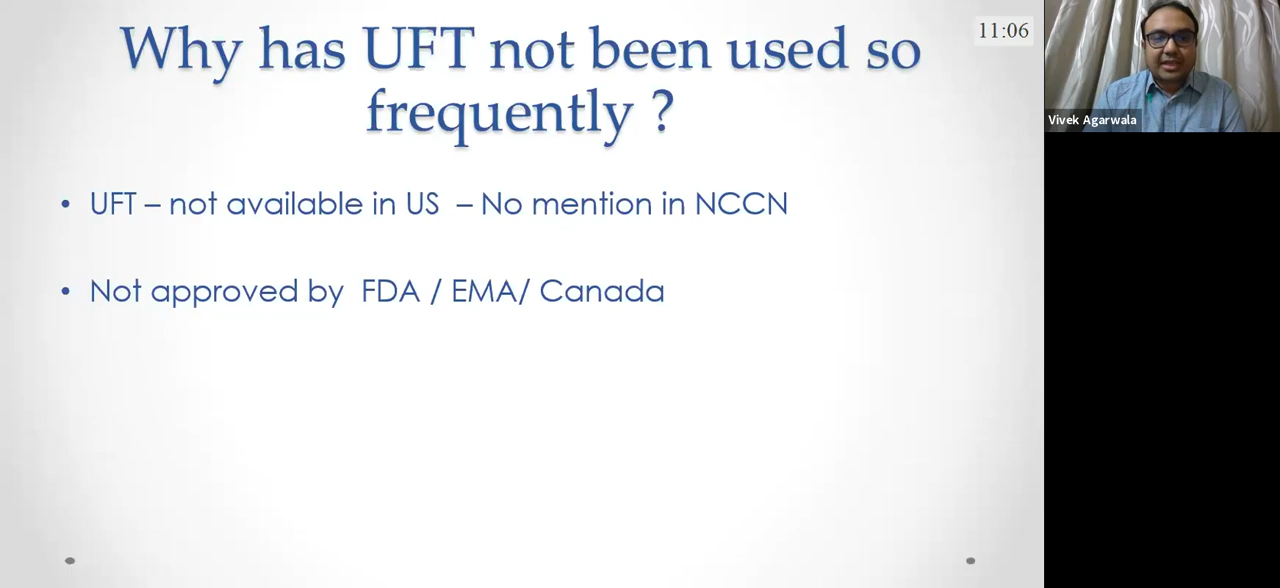 Why has UFT not been used so
frequently ?
11:06
Vivek Agarwala
• UFT – not available in US – No mention in NCCN
• Not approved by FDA / EMA/ Canada